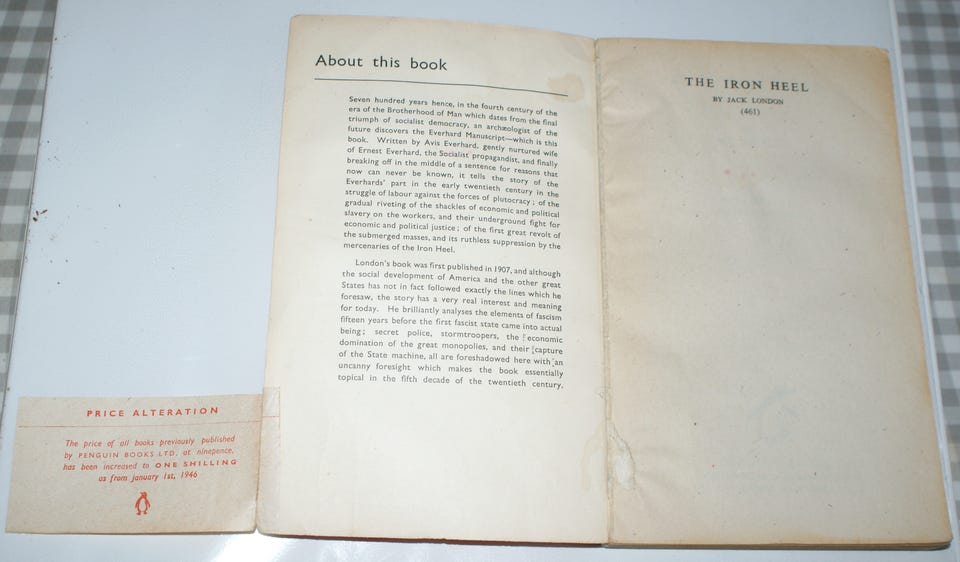 About this book
Seven hundred years hence, in the fourth century of the
era of the Brotherhood of Man which dates from the final
triumph of socialist democracy, an archæologist of the
future discovers the Everhard Manuscript—which is this
book. Written by Avis Everhard, gently nurtured wife
of Ernest Everhard, the Socialist propagandist, and finally
breaking off in the middle of a sentence for reasons that
now can never be known, it tells the story of the
Everhards' part in the early twentieth century in the
struggle of labour against the forces of plutocracy; of the
gradual riveting of the shackles of economic and political
slavery on the workers, and their underground fight for
economic and political justice; of the first great revolt of
the submerged masses, and its ruthless suppression by the
mercenaries of the Iron Heel.
London's book was first published in 1907, and although
the social development of America and the other great
States has not in fact followed exactly the lines which he
foresaw, the story has a very real interest and meaning
for today. He brilliantly analyses the elements of fascism
fifteen years before the first fascist state came into actual
being; secret police, stormtroopers, the economic
domination of the great monopolies, and their capture
of the State machine, all are foreshadowed here with an
uncanny foresight which makes the book essentially
topical in the fifth decade of the twentieth century.
THE IRON HEEL
BY JACK LONDON
(461)
PRICE ALTERATION
The price of all books previously published
by PENGUIN BOOKS LTD. at ninepence,
has been increased to ONE SHILLING
as from January 1st, 1946